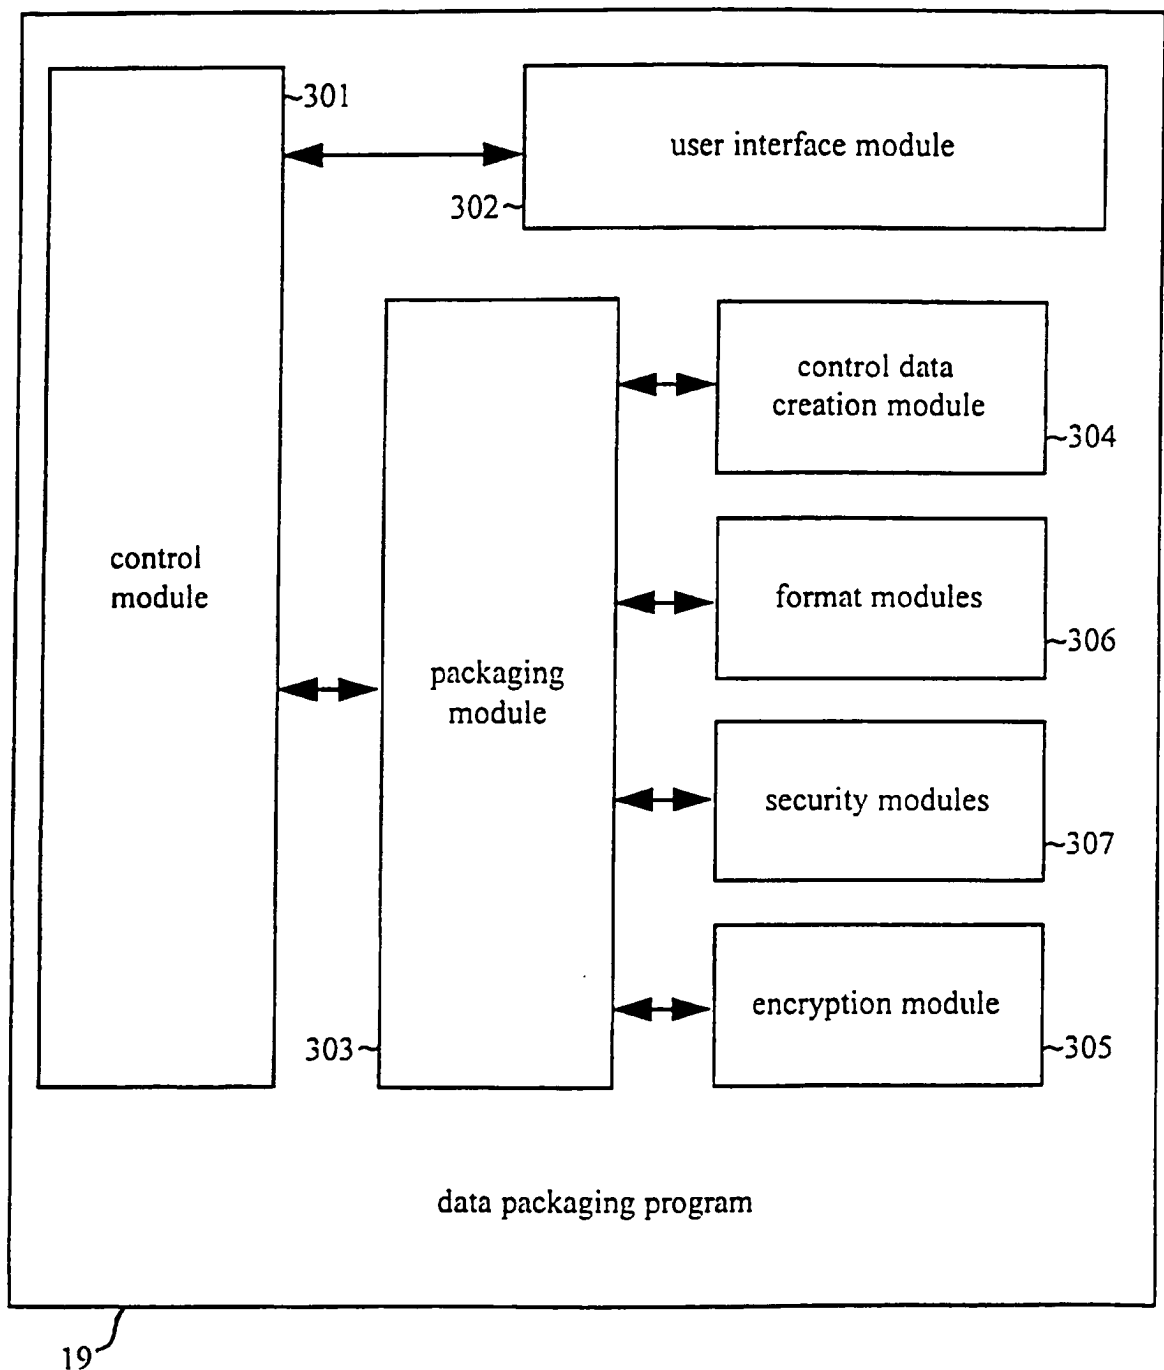 301
user interface module
302
control data
creation module
304
control
module
format modules
306
packaging
module
security modules
307
encryption module
303
305
data packaging program
19